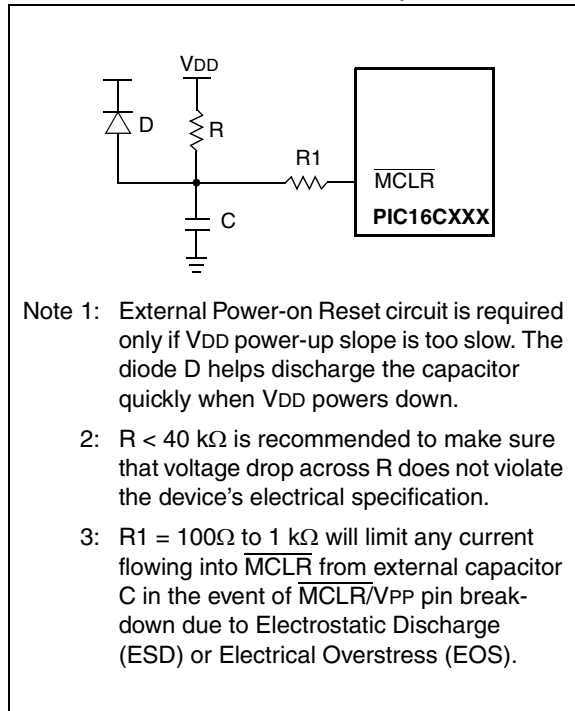 VDD
D
R
R1
MCLR
C
PIC16CXXX
Note 1: External Power-on Reset circuit is required
only if VDD power-up slope is too slow. The
diode D helps discharge the capacitor
quickly when VDD powers down.
2: R < 40 kΩ is recommended to make sure
that voltage drop across R does not violate
the device's electrical specification.
3: R1 = 100Ω to 1 kΩ will limit any current
flowing into MCLR from external capacitor
C in the event of MCLR/VPP pin break-
down due to Electrostatic Discharge
(ESD) or Electrical Overstress (EOS).